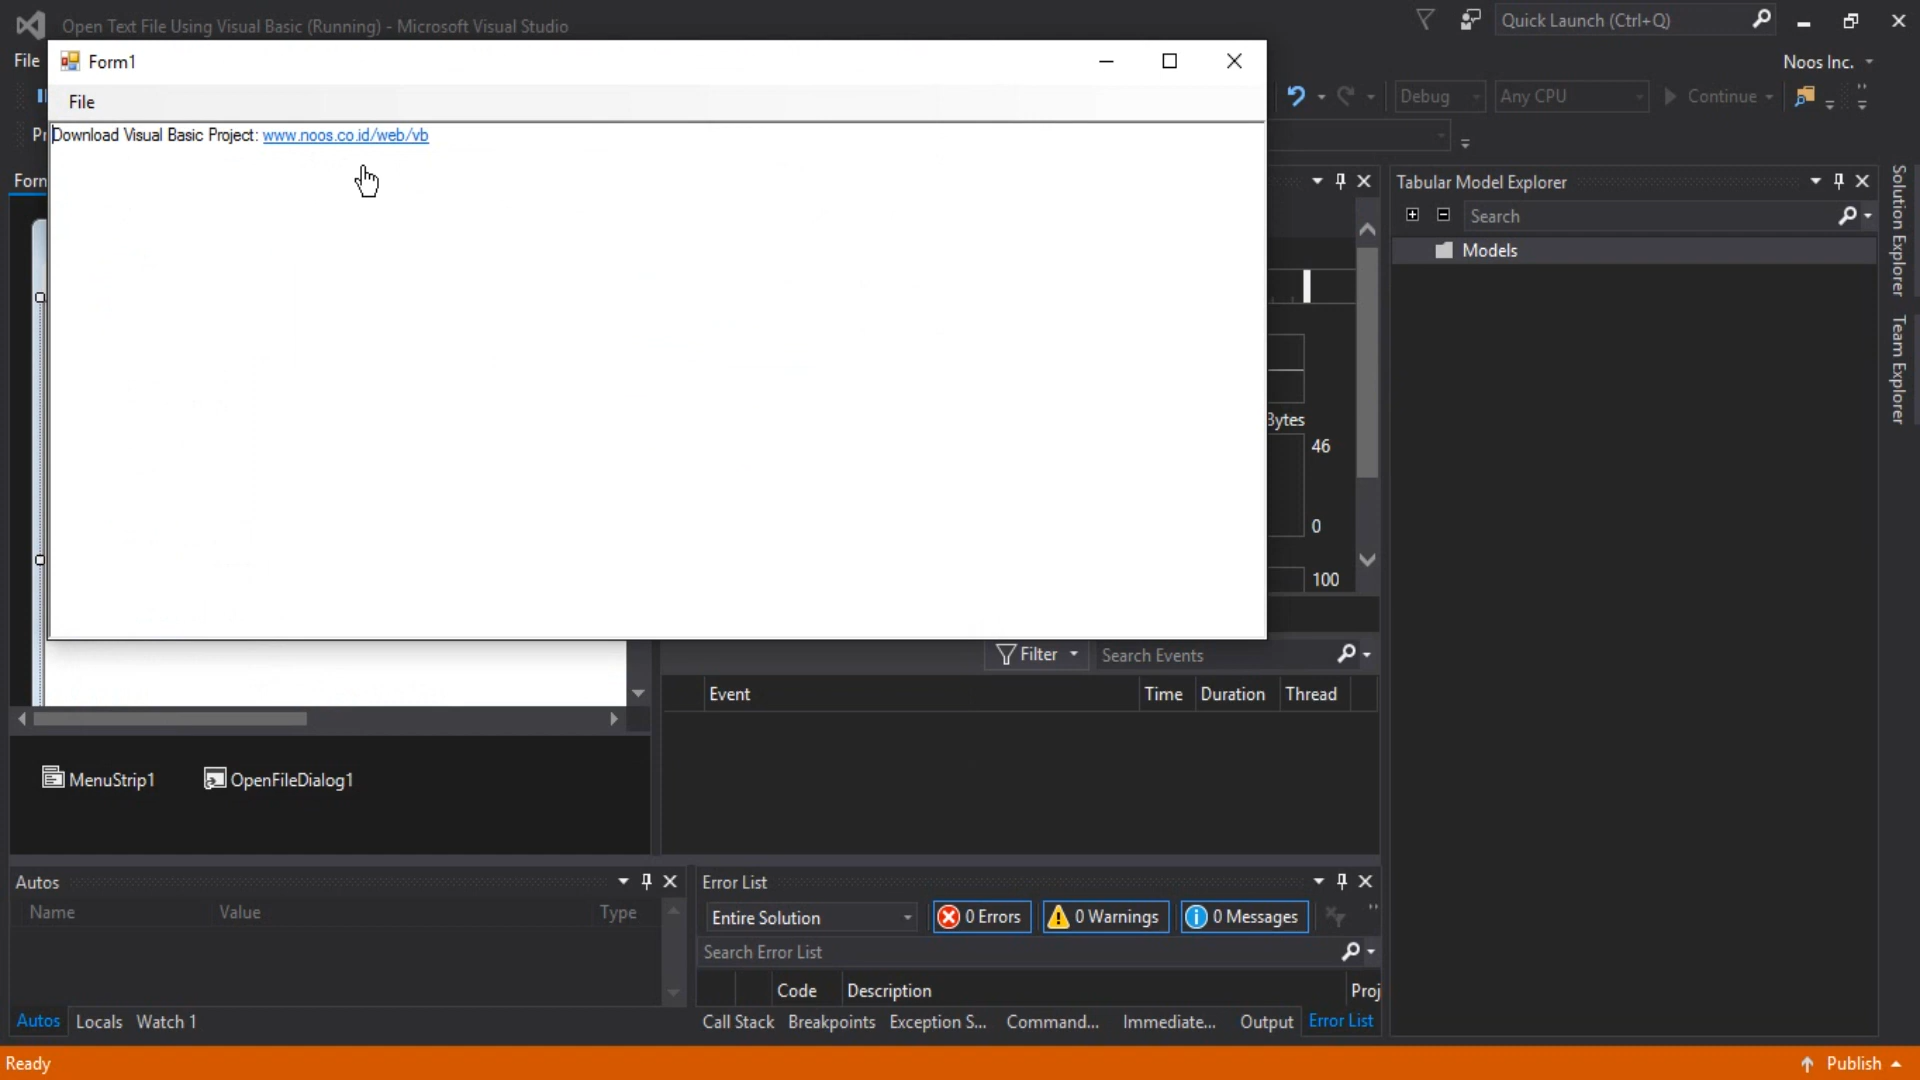 Open Text File Using Visual Basic (Running) - Microsoft Visual Studio
Quick Launch (Ctrl+Q)
File
Form1
Noos Inc.
File
Debug
Any CPU
Continue
Download Visual Basic Project: www.noos.co.id/web/vb
Tabular Model Explorer
Search
Models
Solution Explorer
Team Explorer
Bytes
46
0
100
Filter
Search Events
Event
Time
Duration
Thread
MenuStrip1
OpenFileDialog1
Autos
Name
Value
Type
Error List
Entire Solution
0 Errors
0 Warnings
0 Messages
Search Error List
Code
Description
Proj
Autos
Locals
Watch 1
Call Stack
Breakpoints
Exception S...
Command...
Immediate...
Output
Error List
Ready
Publish